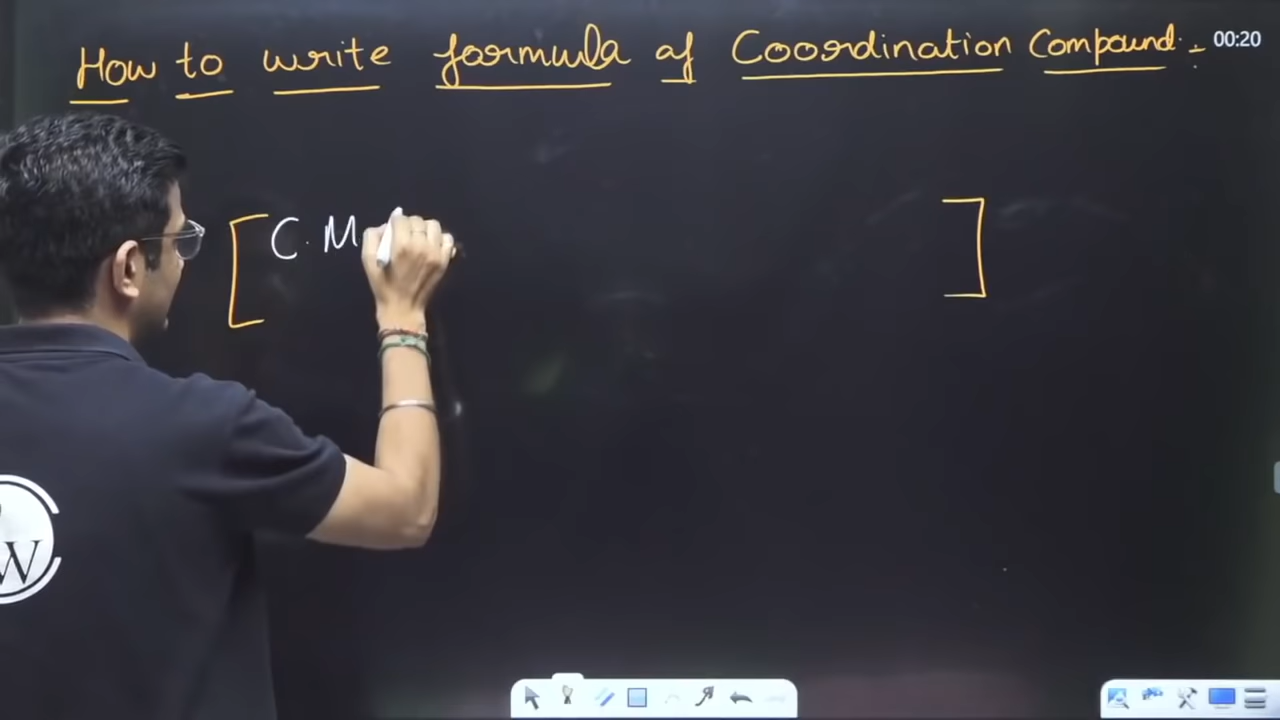 How to write formula of Coordination Compound :- 00:20
[ C. M ]
W